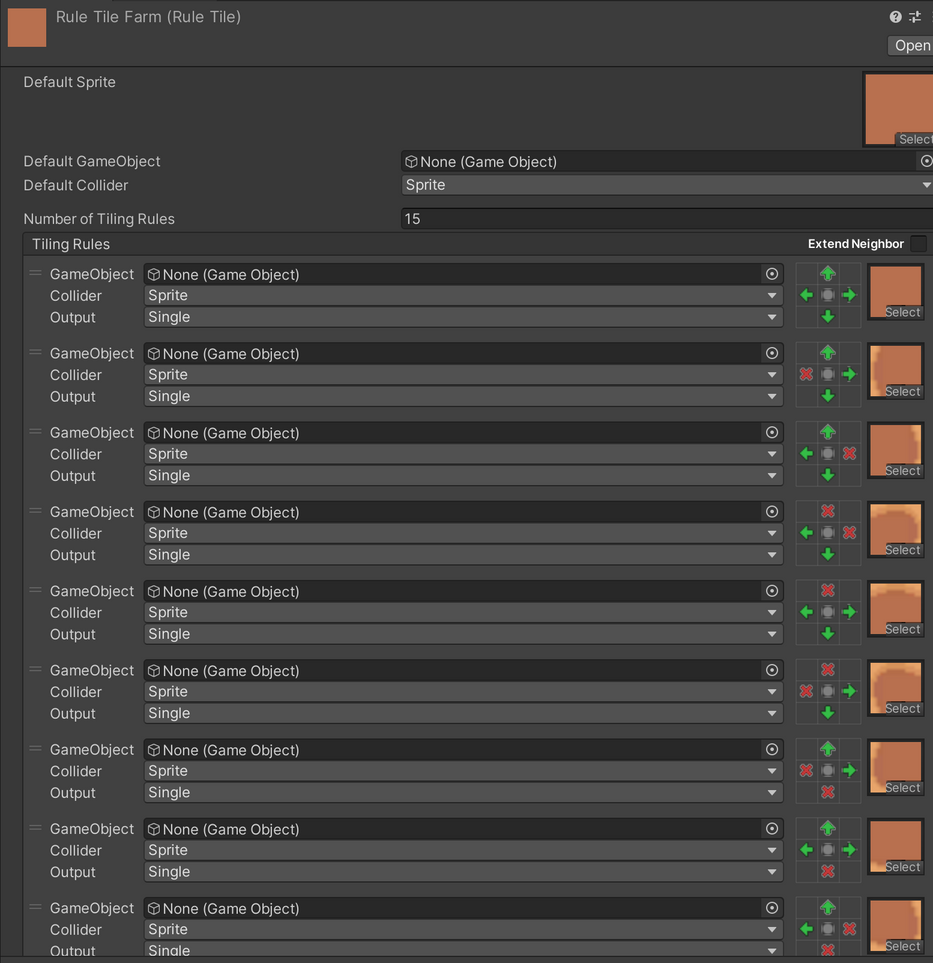 Rule Tile Farm (Rule Tile)
Open
Default Sprite
Select
Default GameObject None (Game Object)
Default Collider Sprite
Number of Tiling Rules 15
Tiling Rules Extend Neighbor
GameObject None (Game Object)
Collider Sprite
Output Single Select
GameObject None (Game Object)
Collider Sprite
Output Single Select
GameObject None (Game Object)
Collider Sprite
Output Single Select
GameObject None (Game Object)
Collider Sprite
Output Single Select
GameObject None (Game Object)
Collider Sprite
Output Single Select
GameObject None (Game Object)
Collider Sprite
Output Single Select
GameObject None (Game Object)
Collider Sprite
Output Single Select
GameObject None (Game Object)
Collider Sprite
Output Single Select
GameObject None (Game Object)
Collider Sprite
Output Single Select